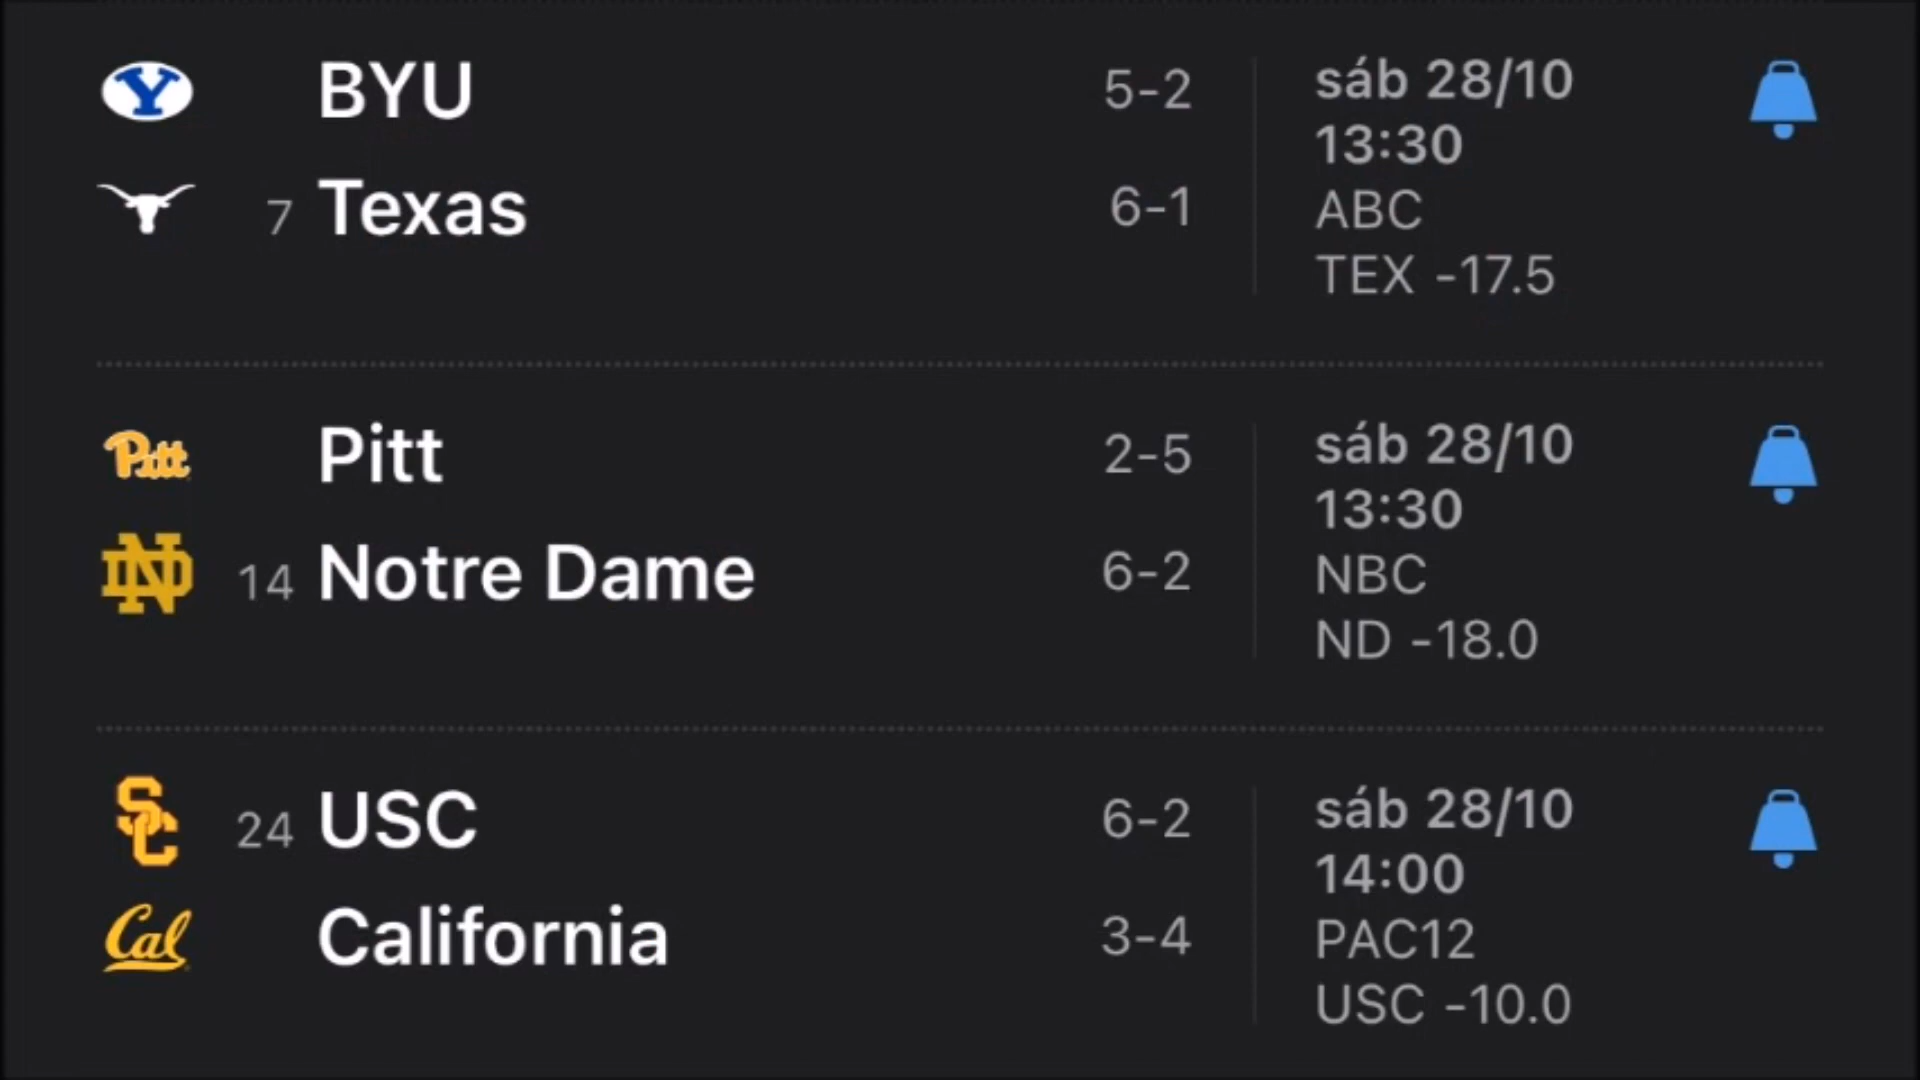 BYU 5-2
7 Texas 6-1
sáb 28/10
13:30
ABC
TEX -17.5
Pitt Pitt 2-5
14 Notre Dame 6-2
sáb 28/10
13:30
NBC
ND -18.0
24 USC 6-2
Cal California 3-4
sáb 28/10
14:00
PAC12
USC -10.0